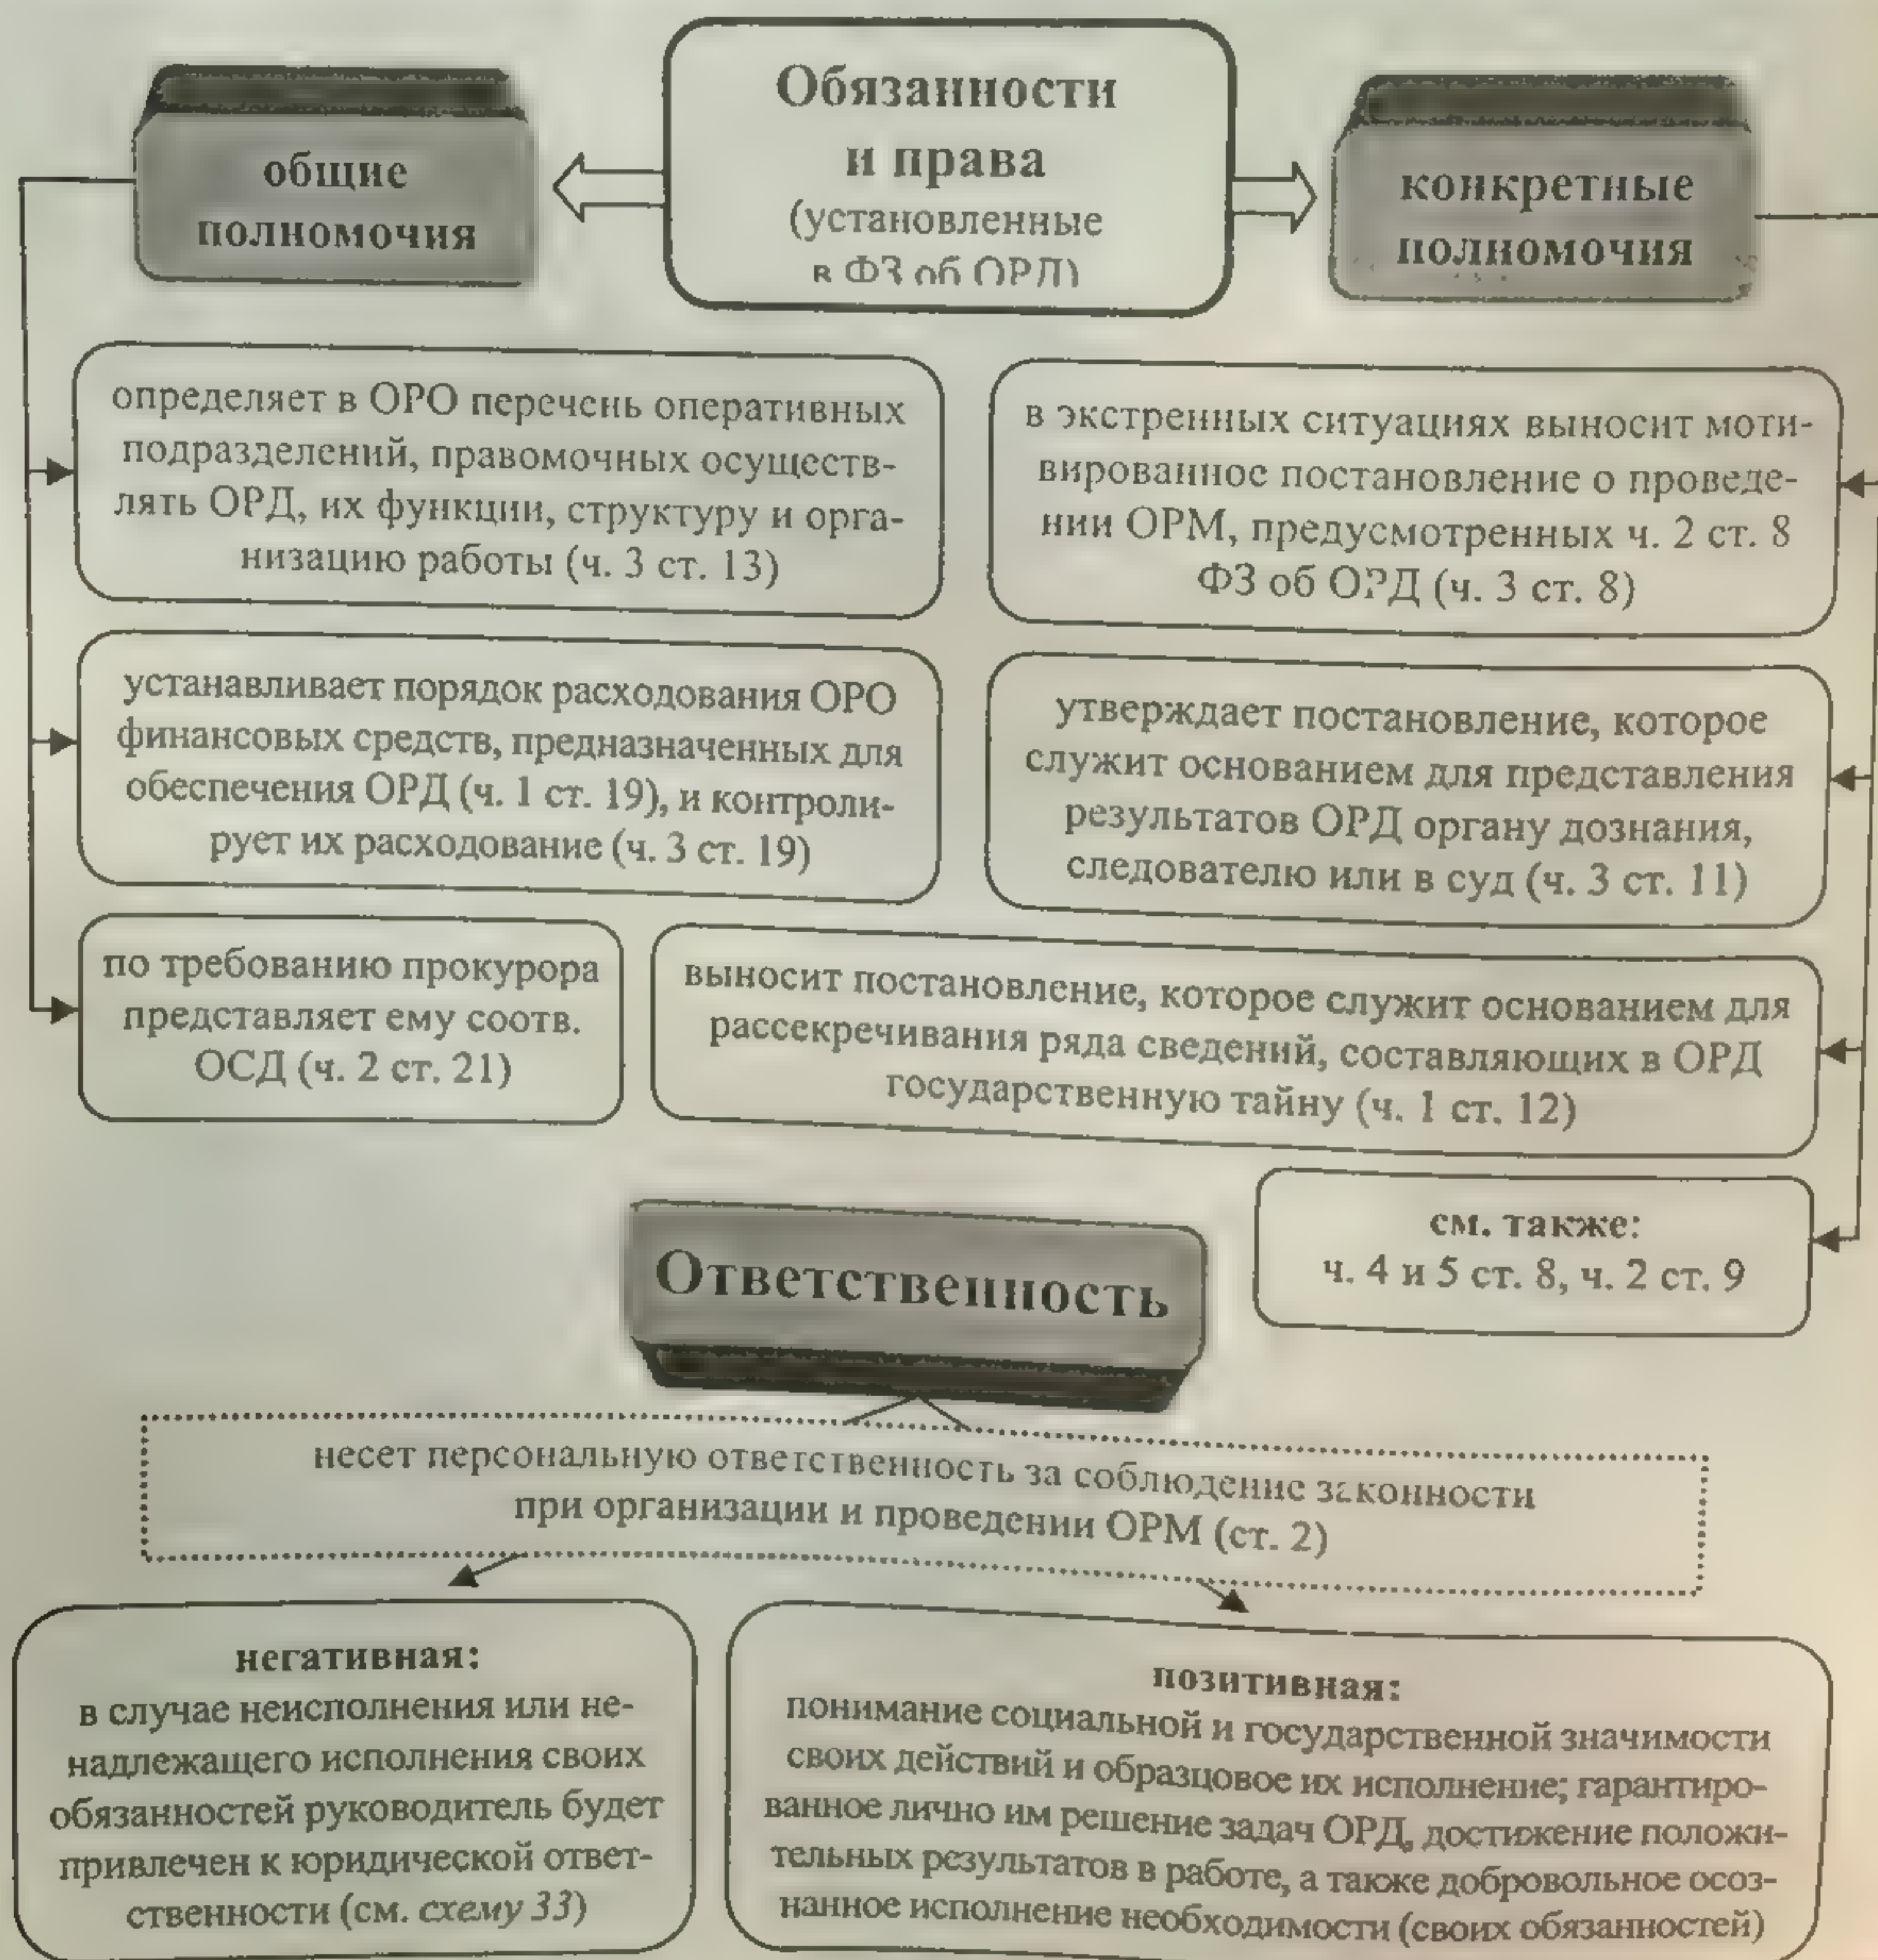 Обязанности
и права
(установленные
в ФЗ об ОРД)
общие
полномочия
конкретные
полномочия
определяет в ОРО перечень оперативных
подразделений, правомочных осуществ-
лять ОРД, их функции, структуру и орга-
низацию работы (ч. 3 ст. 13)
устанавливает порядок расходования ОРО
финансовых средств, предназначенных для
обеспечения ОРД (ч. 1 ст. 19), и контроли-
рует их расходование (ч. 3 ст. 19)
по требованию прокурора
представляет ему соотв.
ОСД (ч. 2 ст. 21)
в экстренных ситуациях выносит моти-
вированное постановление о проведе-
нии ОРМ, предусмотренных ч. 2 ст. 8
ФЗ об ОРД (ч. 3 ст. 8)
утверждает постановление, которое
служит основанием для представления
результатов ОРД органу дознания,
следователю или в суд (ч. 3 ст. 11)
выносит постановление, которое служит основанием для
рассекречивания ряда сведений, составляющих в ОРД
государственную тайну (ч. 1 ст. 12)
см. также:
ч. 4 и 5 ст. 8, ч. 2 ст. 9
Ответственность
несет персональную ответственность за соблюдение законности
при организации и проведении ОРМ (ст. 2)
негативная:
в случае неисполнения или не-
надлежащего исполнения своих
обязанностей руководитель будет
привлечен к юридической ответ-
ственности (см. схему 33)
позитивная:
понимание социальной и государственной значимости
своих действий и образцовое их исполнение; гарантиро-
ванное лично им решение задач ОРД, достижение положи-
тельных результатов в работе, а также добровольное осоз-
нанное исполнение необходимости (своих обязанностей)